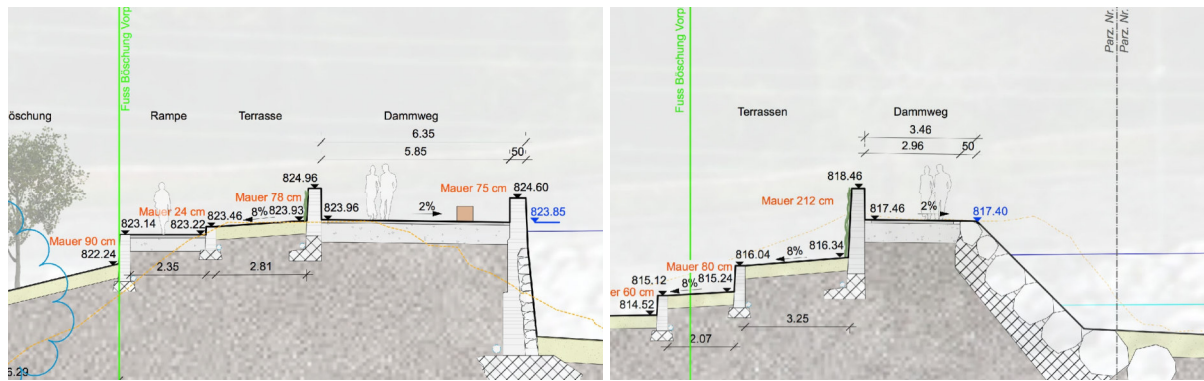 Fuss Böschung Vorp
öschung
Rampe
Terrasse
Dammweg
6.35
5.85
50
824.96
Mauer 78 cm
Mauer 75 cm
824.60
Mauer 24 cm
823.46
8%
823.93
823.96
2%
823.85
823.14
823.22
Mauer 90 cm
822.24
2.35
2.81
6.29
Fuss Böschung Vorp
Parz. Nr.
Parz. Nr.
Terrassen
Dammweg
3.46
2.96
50
818.46
Mauer 212 cm
817.46
2%
817.40
8%
816.34
Mauer 80 cm
816.04
815.12
8%
815.24
er 60 cm
814.52
3.25
2.07